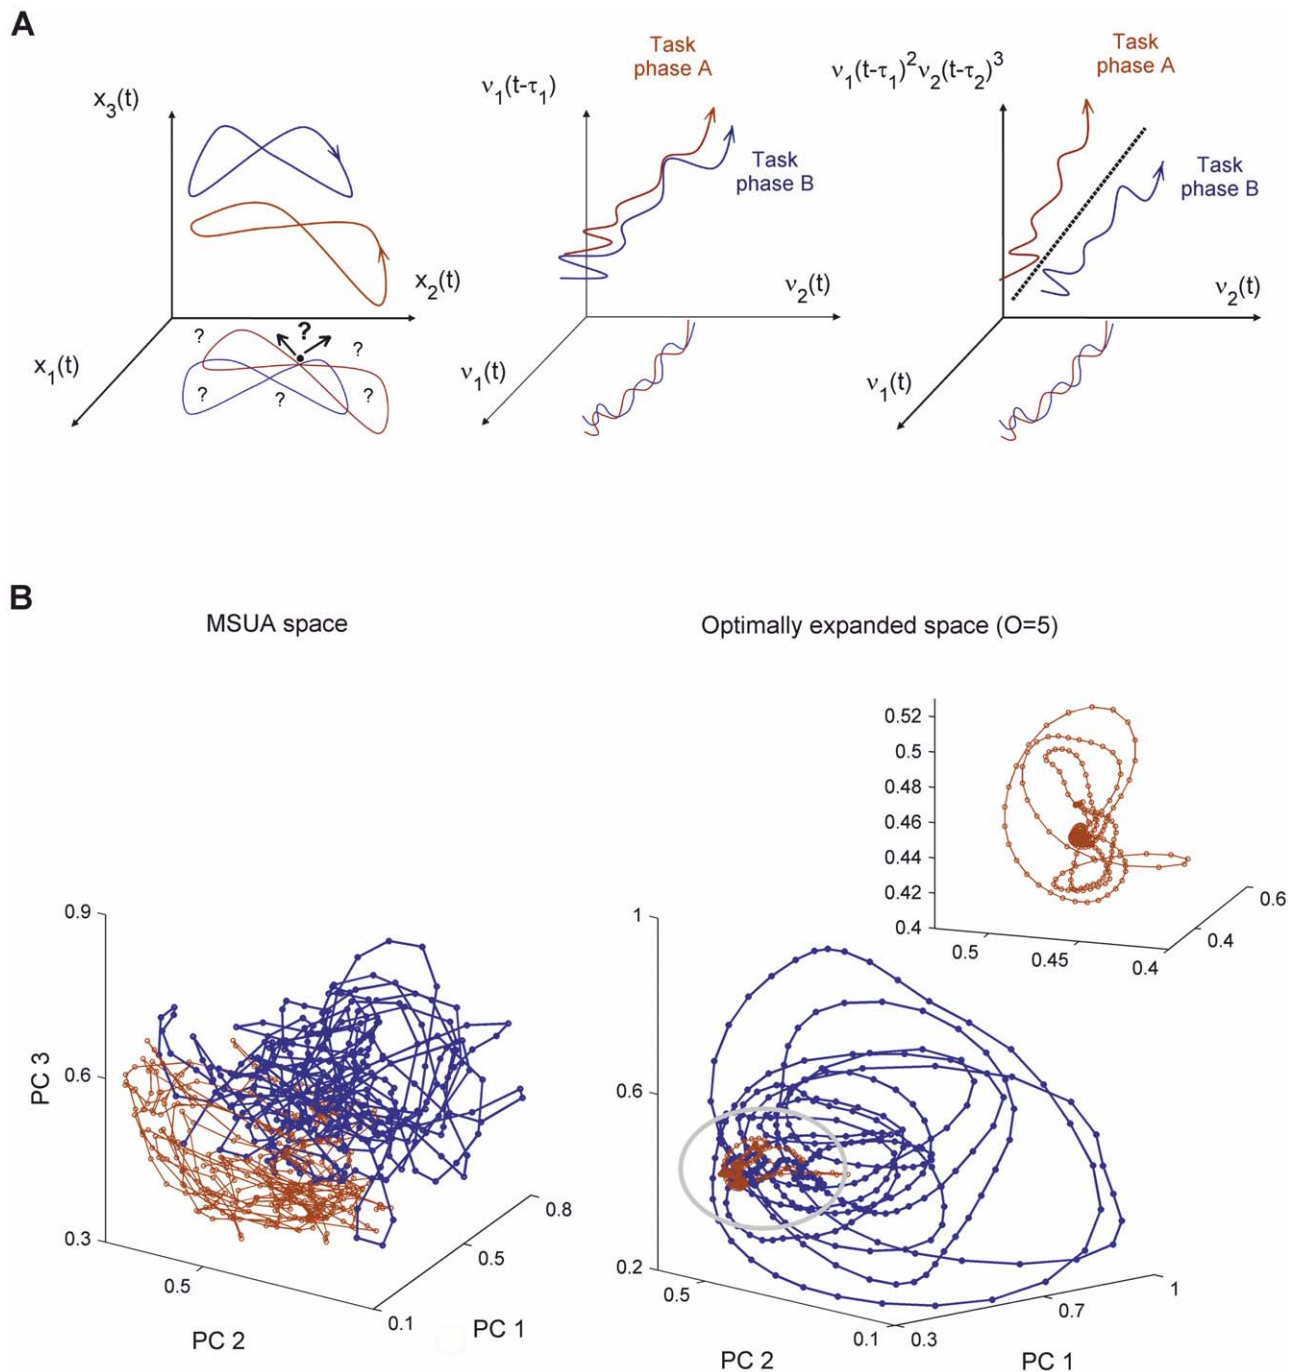 A
x3(t)
x2(t)
x1(t)
?
?
?
?
?
?
ν1(t-τ1)
Task
phase A
Task
phase B
ν2(t)
ν1(t)
ν1(t-τ1)²ν2(t-τ2)³
Task
phase A
Task
phase B
ν2(t)
ν1(t)
B
MSUA space
0.9
0.6
0.3
PC 3
0.5
0.1
PC 2
0.5
0.8
PC 1
Optimally expanded space (O=5)
0.52
0.5
0.48
0.46
0.44
0.42
0.4
0.5
0.45
0.4
0.4
0.6
1
0.6
0.2
0.5
0.1
PC 2
0.3
0.7
1
PC 1